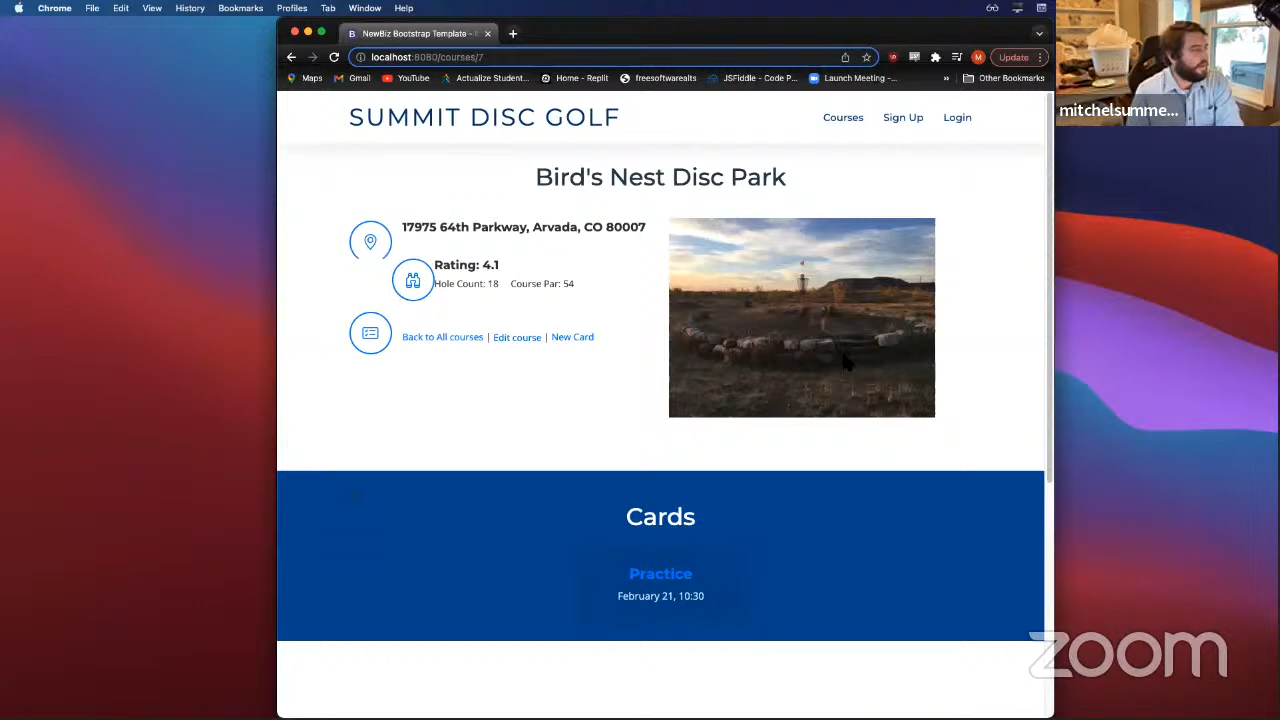 Chrome File Edit View History Bookmarks Profiles Tab Window Help
NewBiz Bootstrap Template -
localhost:8080/courses/7
M Update
Maps Gmail YouTube Actualize Student... Home - Replit freesoftwarealts JSFiddle - Code P... Launch Meeting -... » Other Bookmarks
mitchelsumme...
SUMMIT DISC GOLF
Courses Sign Up Login
Bird's Nest Disc Park
17975 64th Parkway, Arvada, CO 80007
Rating: 4.1
Hole Count: 18 Course Par: 54
Back to All courses | Edit course | New Card
Cards
Practice
February 21, 10:30
zoom